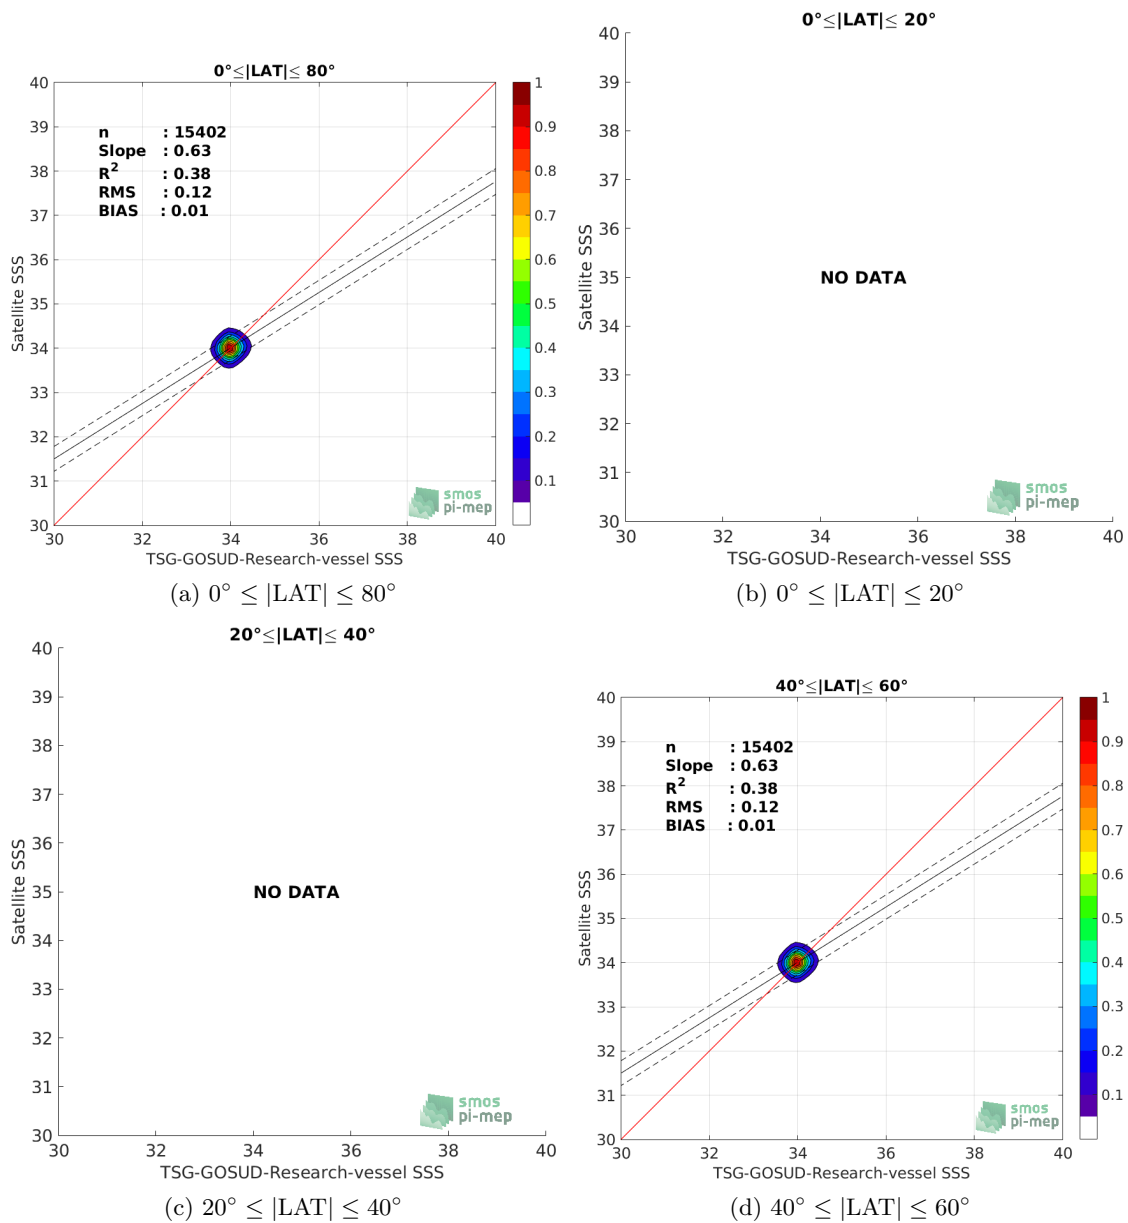 0°≤|LAT|≤ 80°
40
39
38
37
36
35
34
33
32
31
30
Satellite SSS
n : 15402
Slope : 0.63
R² : 0.38
RMS : 0.12
BIAS : 0.01
smos
pi-mep
30 32 34 36 38 40
TSG-GOSUD-Research-vessel SSS
1
0.9
0.8
0.7
0.6
0.5
0.4
0.3
0.2
0.1
(a) 0° ≤ |LAT| ≤ 80°
0°≤|LAT|≤ 20°
40
39
38
37
36
35
34
33
32
31
30
Satellite SSS
NO DATA
smos
pi-mep
30 32 34 36 38 40
TSG-GOSUD-Research-vessel SSS
(b) 0° ≤ |LAT| ≤ 20°
20°≤|LAT|≤ 40°
40
39
38
37
36
35
34
33
32
31
30
Satellite SSS
NO DATA
smos
pi-mep
30 32 34 36 38 40
TSG-GOSUD-Research-vessel SSS
(c) 20° ≤ |LAT| ≤ 40°
40°≤|LAT|≤ 60°
40
39
38
37
36
35
34
33
32
31
30
Satellite SSS
n : 15402
Slope : 0.63
R² : 0.38
RMS : 0.12
BIAS : 0.01
smos
pi-mep
30 32 34 36 38 40
TSG-GOSUD-Research-vessel SSS
1
0.9
0.8
0.7
0.6
0.5
0.4
0.3
0.2
0.1
(d) 40° ≤ |LAT| ≤ 60°